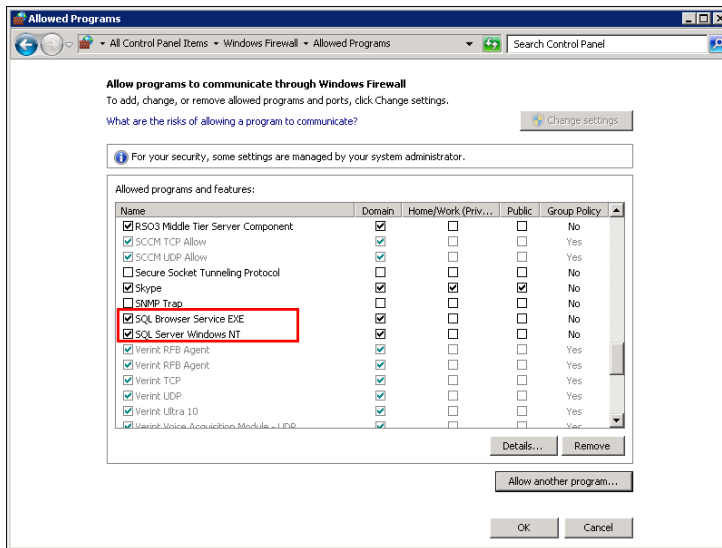 Allowed Programs
All Control Panel Items Windows Firewall Allowed Programs Search Control Panel
Allow programs to communicate through Windows Firewall
To add, change, or remove allowed programs and ports, click Change settings.
What are the risks of allowing a program to communicate? Change settings
For your security, some settings are managed by your system administrator.
Allowed programs and features:
Name Domain Home/Work (Priv... Public Group Policy
RSO3 Middle Tier Server Component No
SCCM TCP Allow Yes
SCCM UDP Allow Yes
Secure Socket Tunneling Protocol No
Skype No
SNMP Trap No
SQL Browser Service EXE No
SQL Server Windows NT No
Verint RFB Agent Yes
Verint RFB Agent Yes
Verint TCP Yes
Verint UDP Yes
Verint Ultra 10 Yes
Verint Voice Acquisition Module - UDP Yes
Details... Remove
Allow another program...
OK Cancel